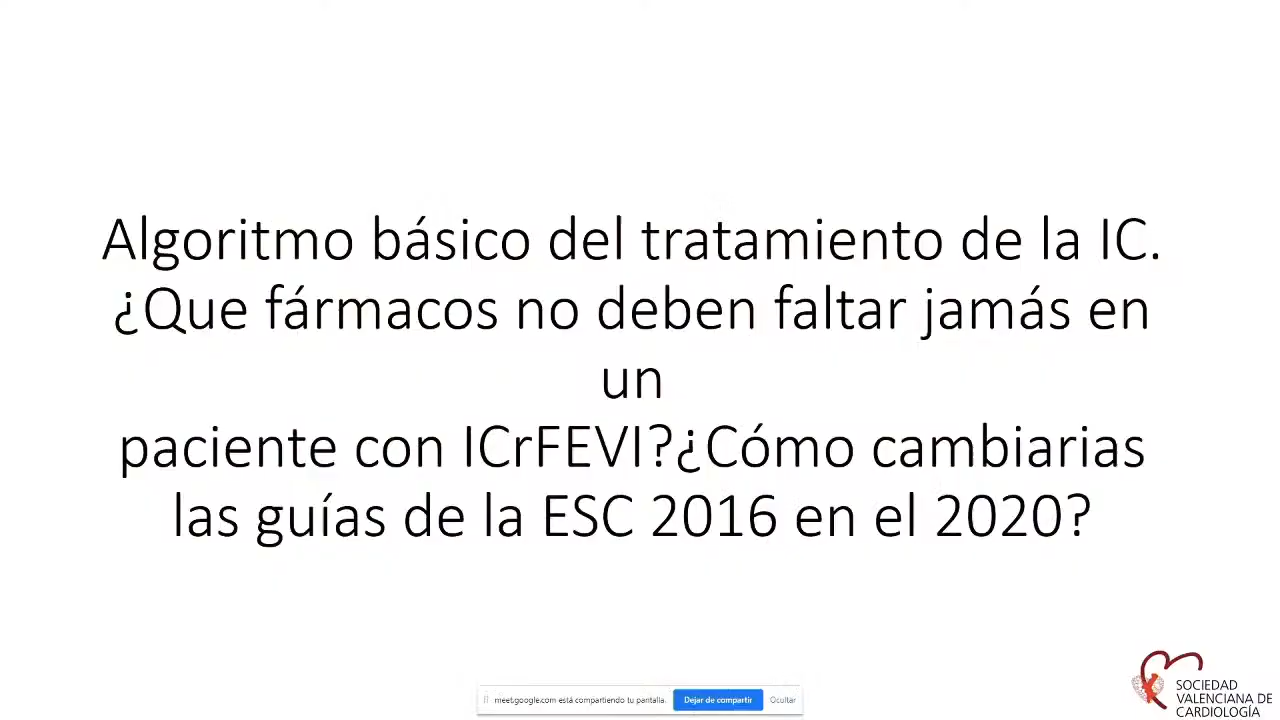 Algoritmo básico del tratamiento de la IC.
¿Que fármacos no deben faltar jamás en
un
paciente con ICrFEVI?¿Cómo cambiarias
las guías de la ESC 2016 en el 2020?
meet.google.com está compartiendo tu pantalla. Dejar de compartir Ocultar
SOCIEDAD
VALENCIANA DE
CARDIOLOGÍA